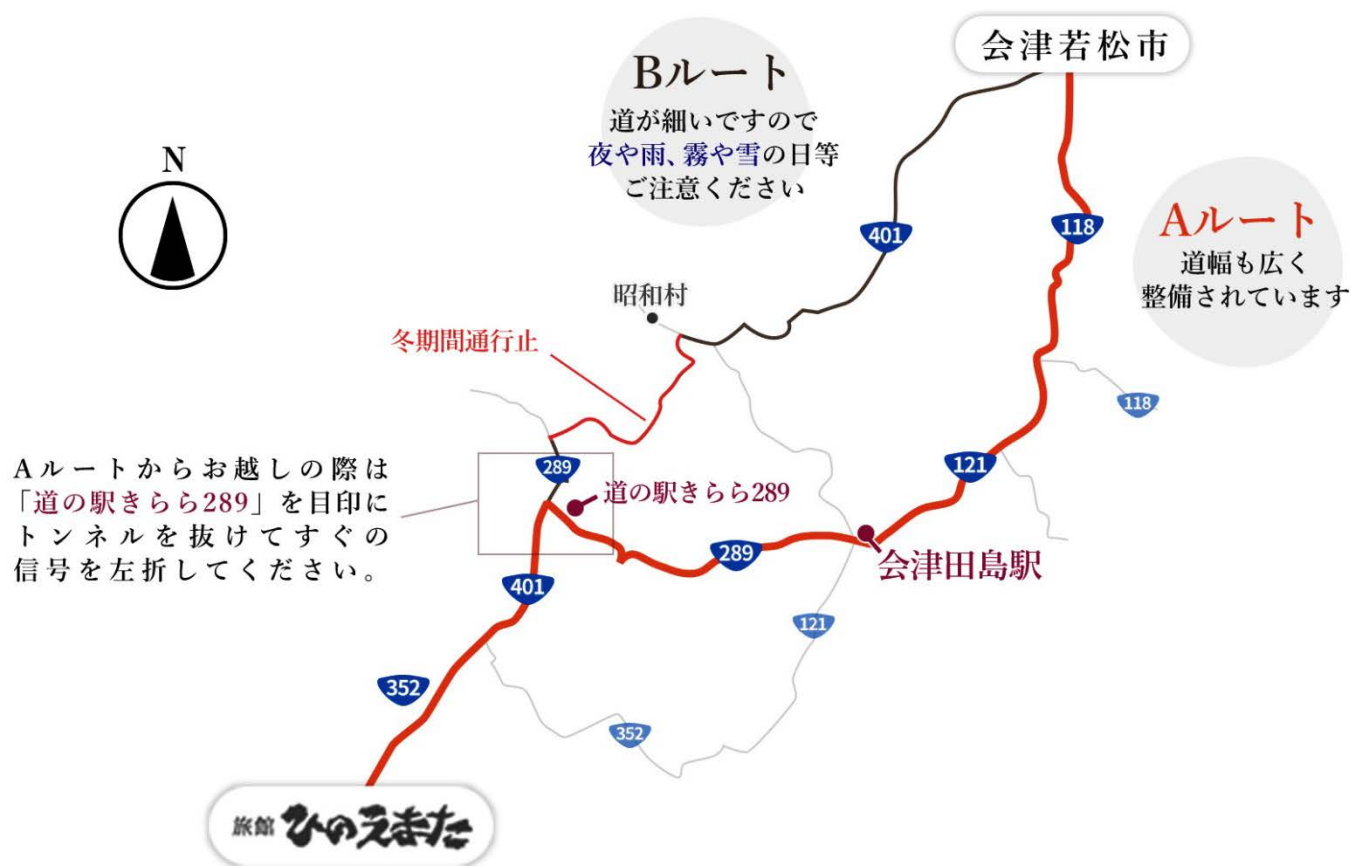 会津若松市
Bルート
道が細いですので
夜や雨、霧や雪の日等
ご注意ください
N
401
118
Aルート
道幅も広く
整備されています
昭和村
冬期間通行止
118
Aルートからお越しの際は
「道の駅きらら289」を目印に
トンネルを抜けてすぐの
信号を左折してください。
289
道の駅きらら289
121
289
会津田島駅
401
121
352
352
旅館 ひのえまた